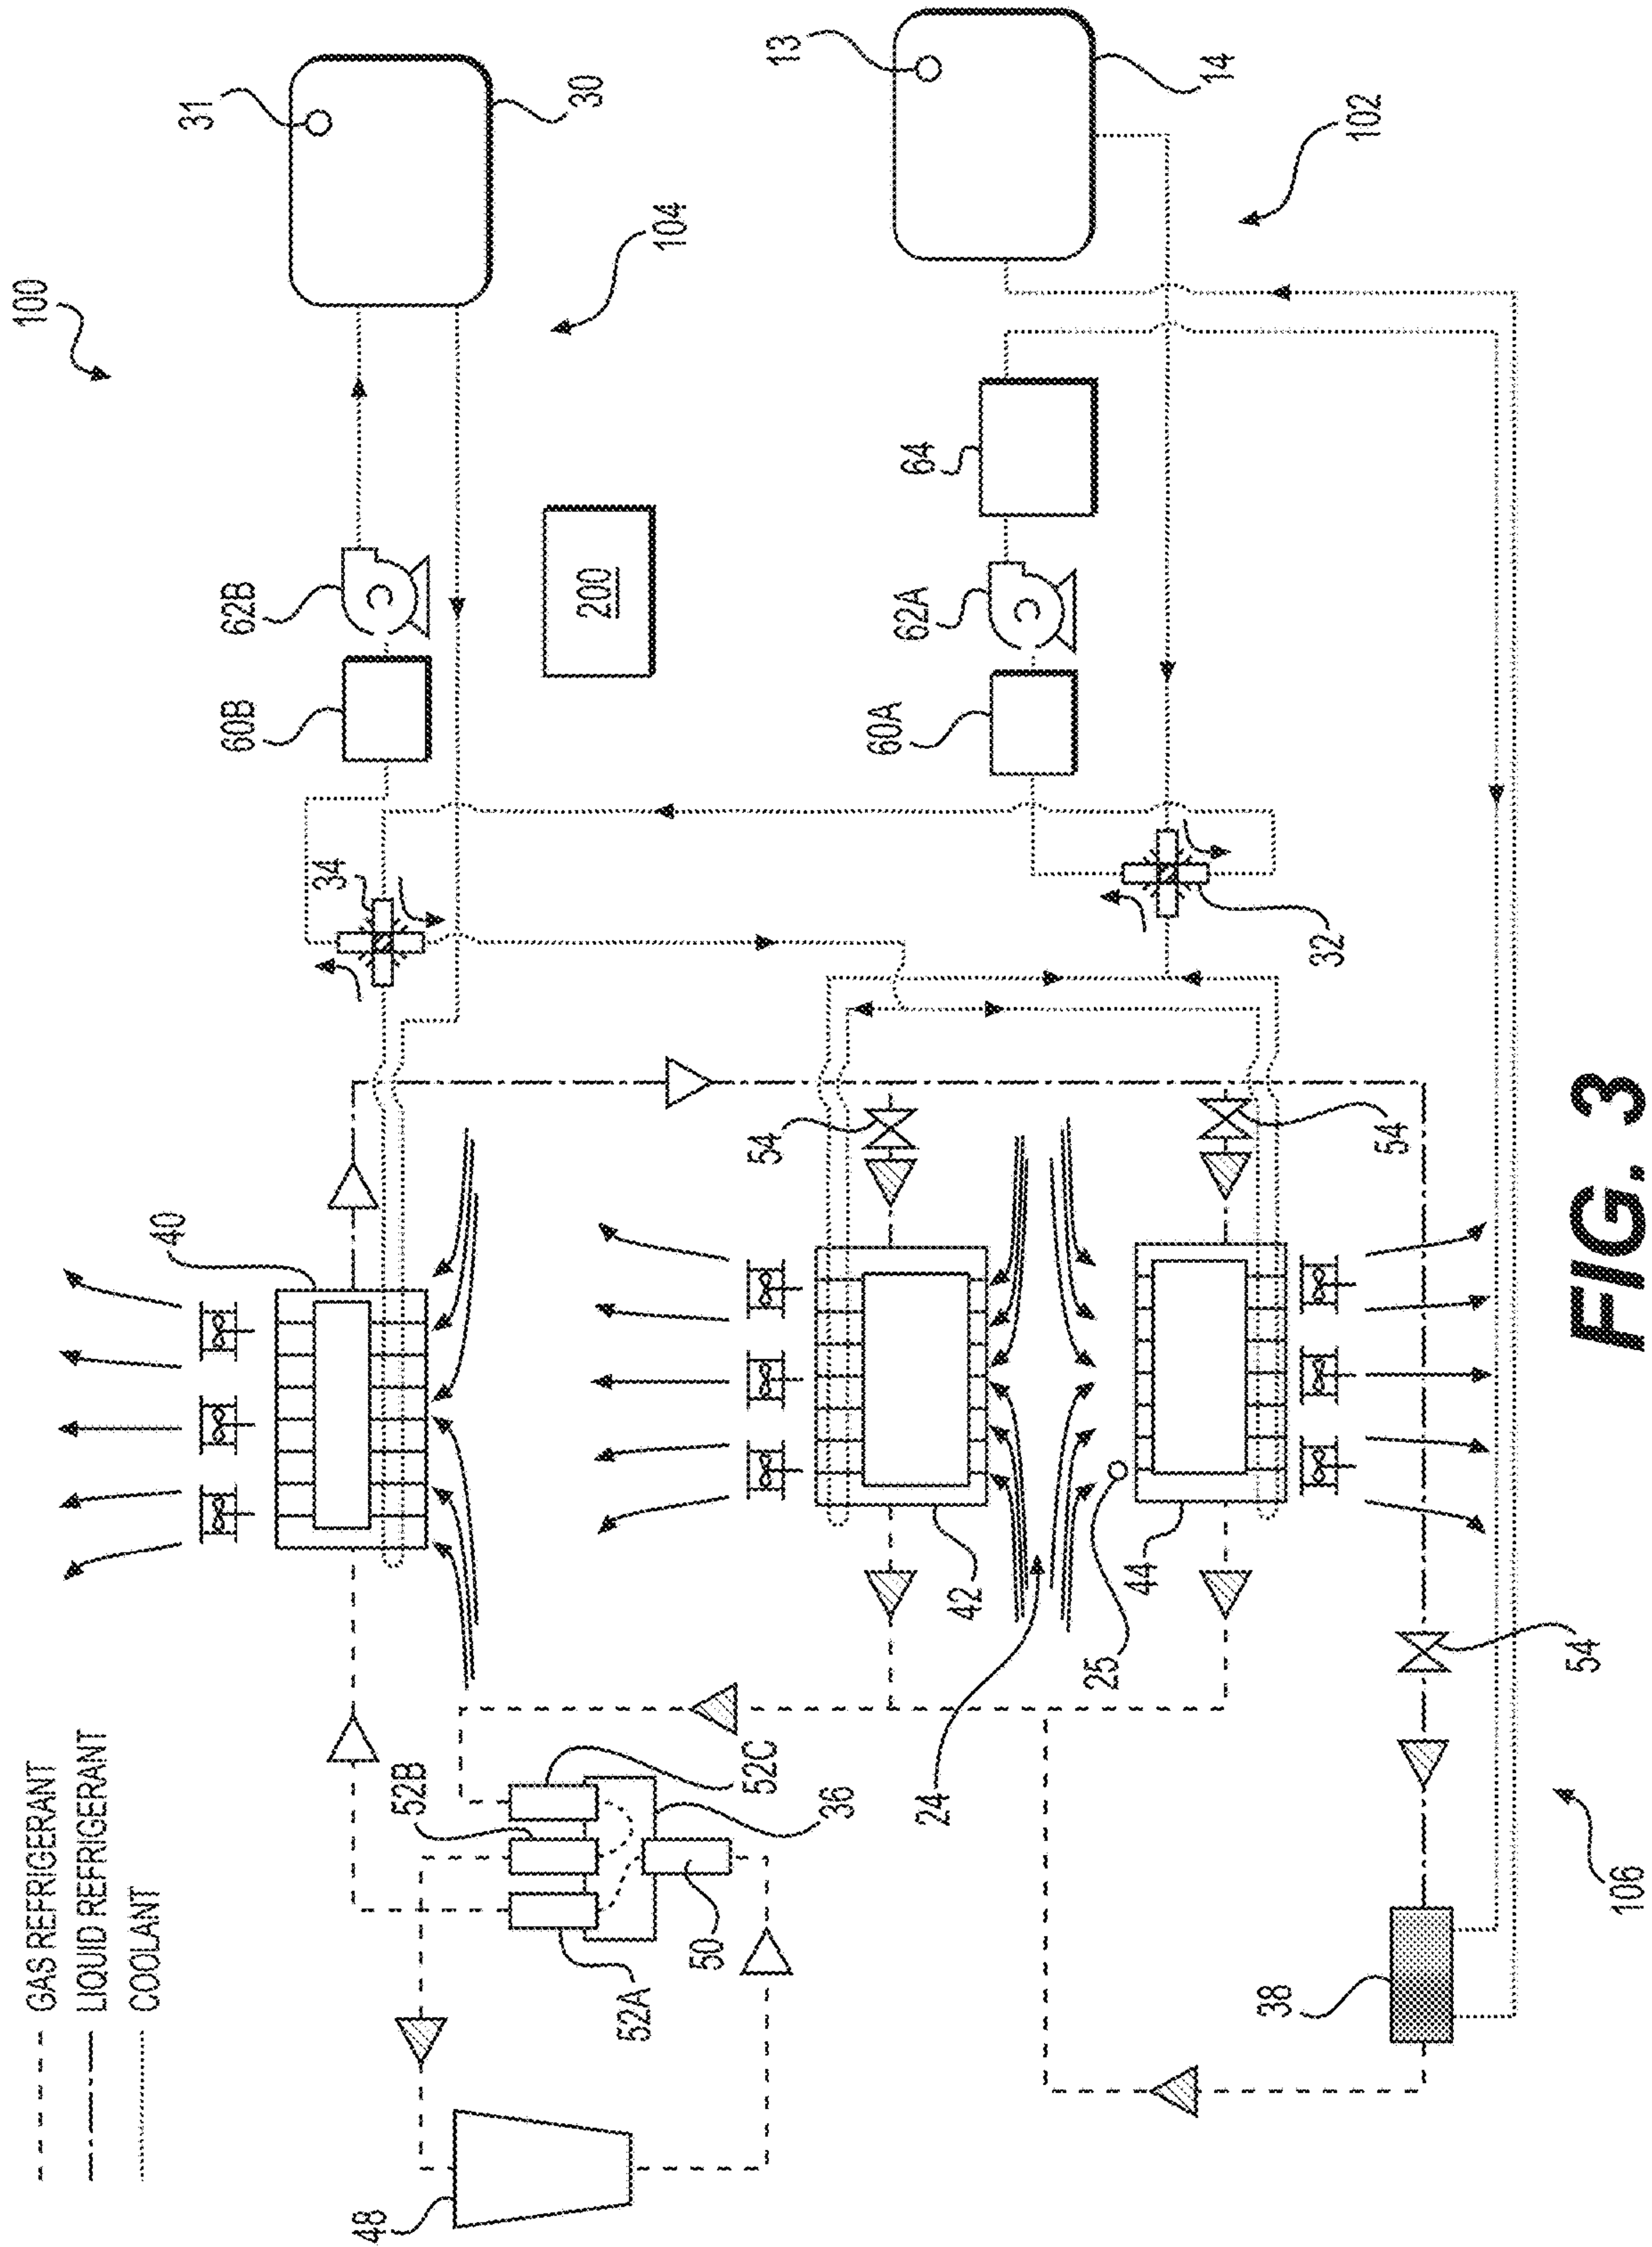 GAS REFRIGERANT
LIQUID REFRIGERANT
COOLANT
100
31
30
104
13
14
102
62B
60B
200
64
62A
60A
34
32
40
54
54
54
42
44
25
24
52B
52C
52A
50
36
48
38
106
FIG. 3